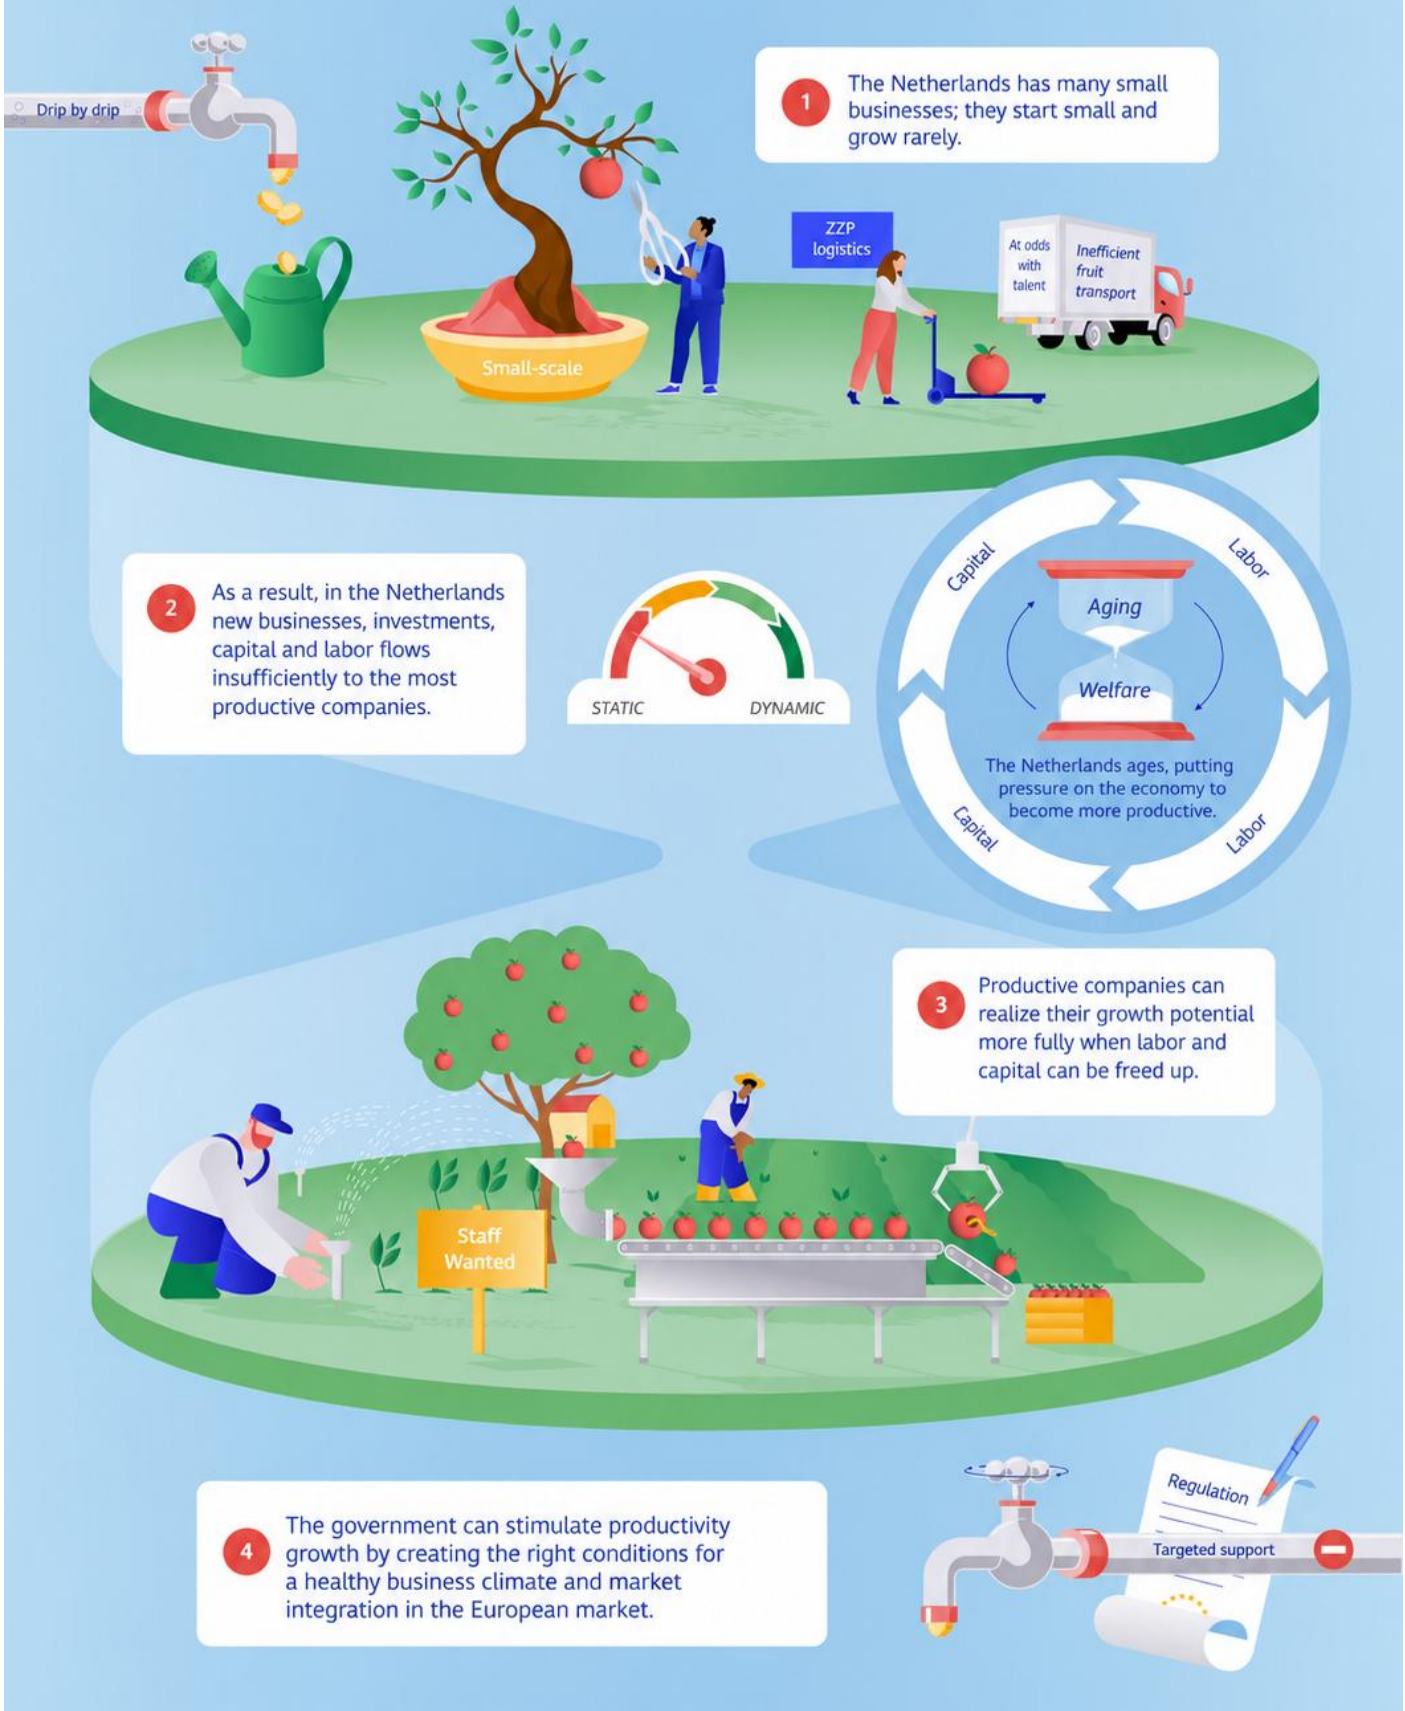 Drip by drip
1
The Netherlands has many small
businesses; they start small and
grow rarely.
ZZP
logistics
At odds
with
talent
Inefficient
fruit
transport
Small-scale
2
As a result, in the Netherlands
new businesses, investments,
capital and labor flows
insufficiently to the most
productive companies.
STATIC
DYNAMIC
Capital
Labor
Aging
Welfare
The Netherlands ages, putting
pressure on the economy to
become more productive.
Capital
Labor
3
Productive companies can
realize their growth potential
more fully when labor and
capital can be freed up.
Staff
Wanted
4
The government can stimulate productivity
growth by creating the right conditions for
a healthy business climate and market
integration in the European market.
Regulation
Targeted support